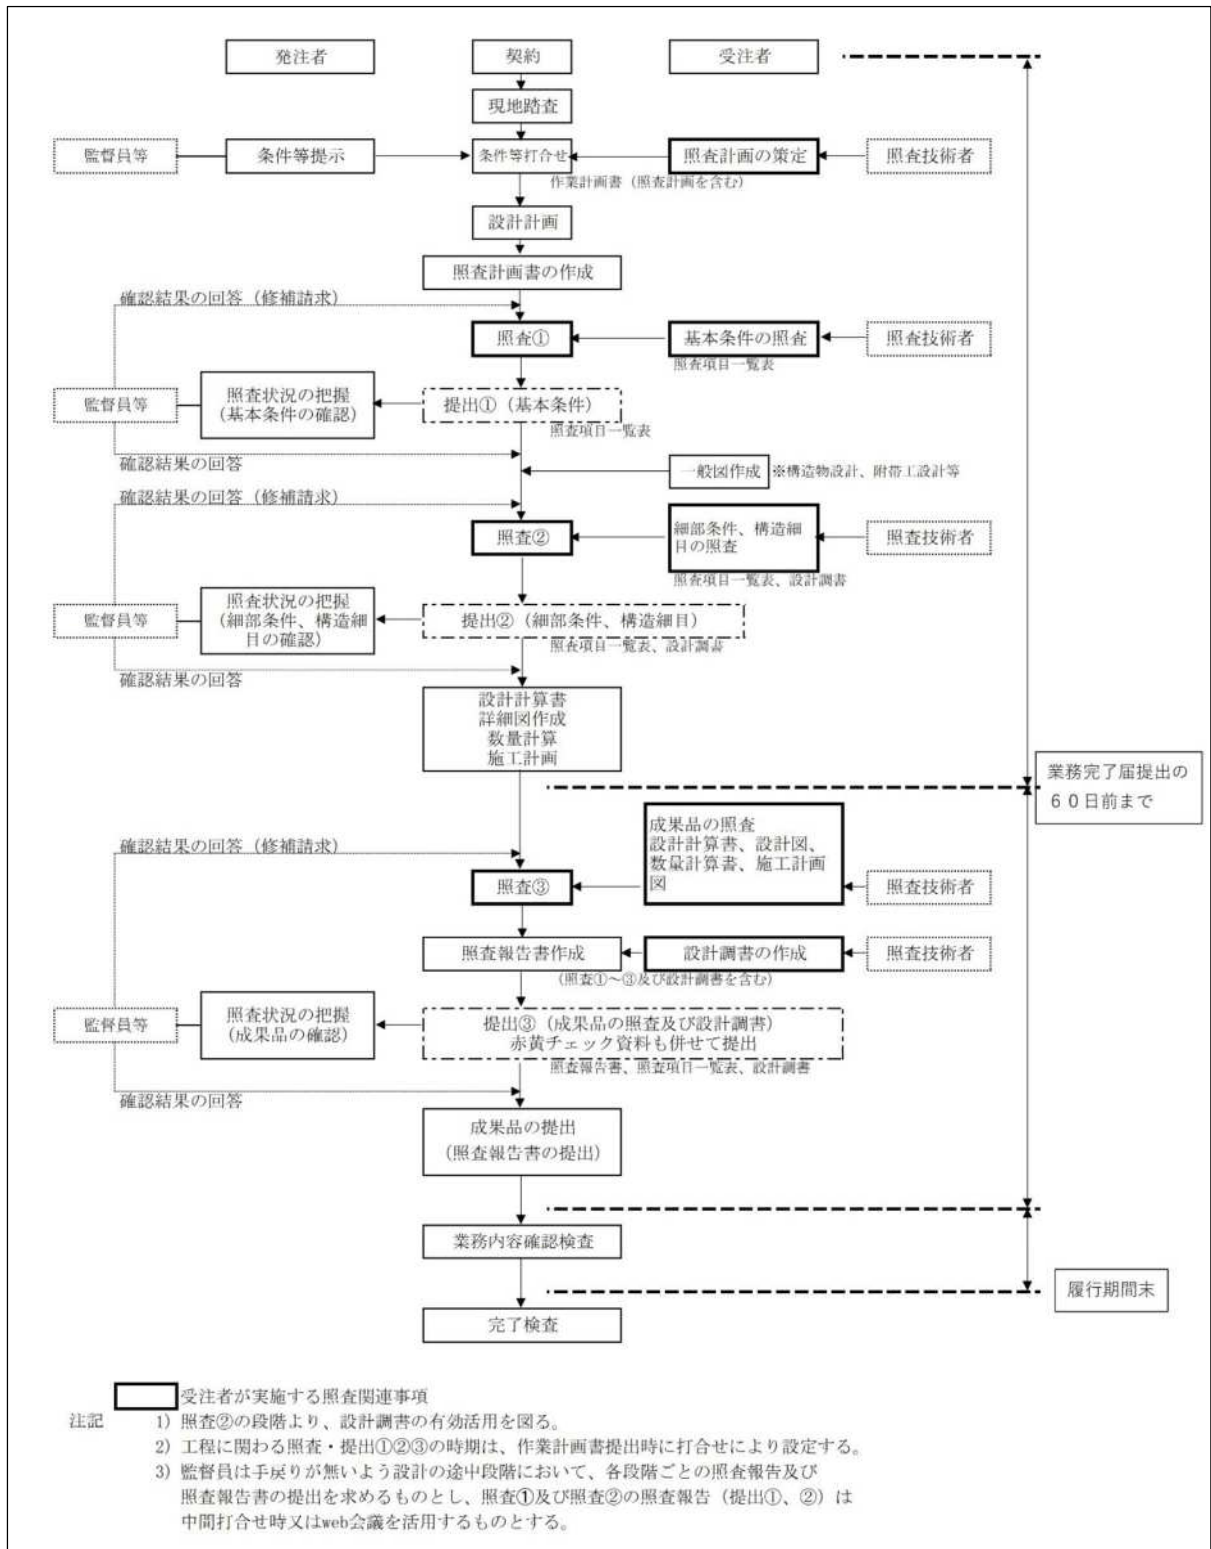 発注者
契約
受注者
現地踏査
監督員等
条件等提示
条件等打合せ
照査計画の策定
照査技術者
作業計画書（照査計画を含む）
設計計画
照査計画書の作成
確認結果の回答（修補請求）
照査①
基本条件の照査
照査技術者
照査項目一覧表
監督員等
照査状況の把握
（基本条件の確認）
提出①（基本条件）
照査項目一覧表
確認結果の回答
一般図作成
※構造物設計、附帯工設計等
確認結果の回答（修補請求）
照査②
細部条件、構造細
目の照査
照査技術者
照査項目一覧表、設計調書
監督員等
照査状況の把握
（細部条件、構造細
目の確認）
提出②（細部条件、構造細目）
照査項目一覧表、設計調書
確認結果の回答
設計計算書
詳細図作成
数量計算
施工計画
業務完了届提出の
６０日前まで
成果品の照査
設計計算書、設計図、
数量計算書、施工計画
図
確認結果の回答（修補請求）
照査③
照査技術者
照査報告書作成
設計調書の作成
照査技術者
（照査①～③及び設計調書を含む）
監督員等
照査状況の把握
（成果品の確認）
提出③（成果品の照査及び設計調書）
赤黄チェック資料も併せて提出
照査報告書、照査項目一覧表、設計調書
確認結果の回答
成果品の提出
（照査報告書の提出）
業務内容確認検査
履行期間末
完了検査
受注者が実施する照査関連事項
注記 1）照査②の段階より、設計調書の有効活用を図る。
2）工程に関わる照査・提出①②③の時期は、作業計画書提出時に打合せにより設定する。
3）監督員は手戻りが無いよう設計の途中段階において、各段階ごとの照査報告及び
照査報告書の提出を求めるものとし、照査①及び照査②の照査報告（提出①、②）は
中間打合せ時又はweb会議を活用するものとする。